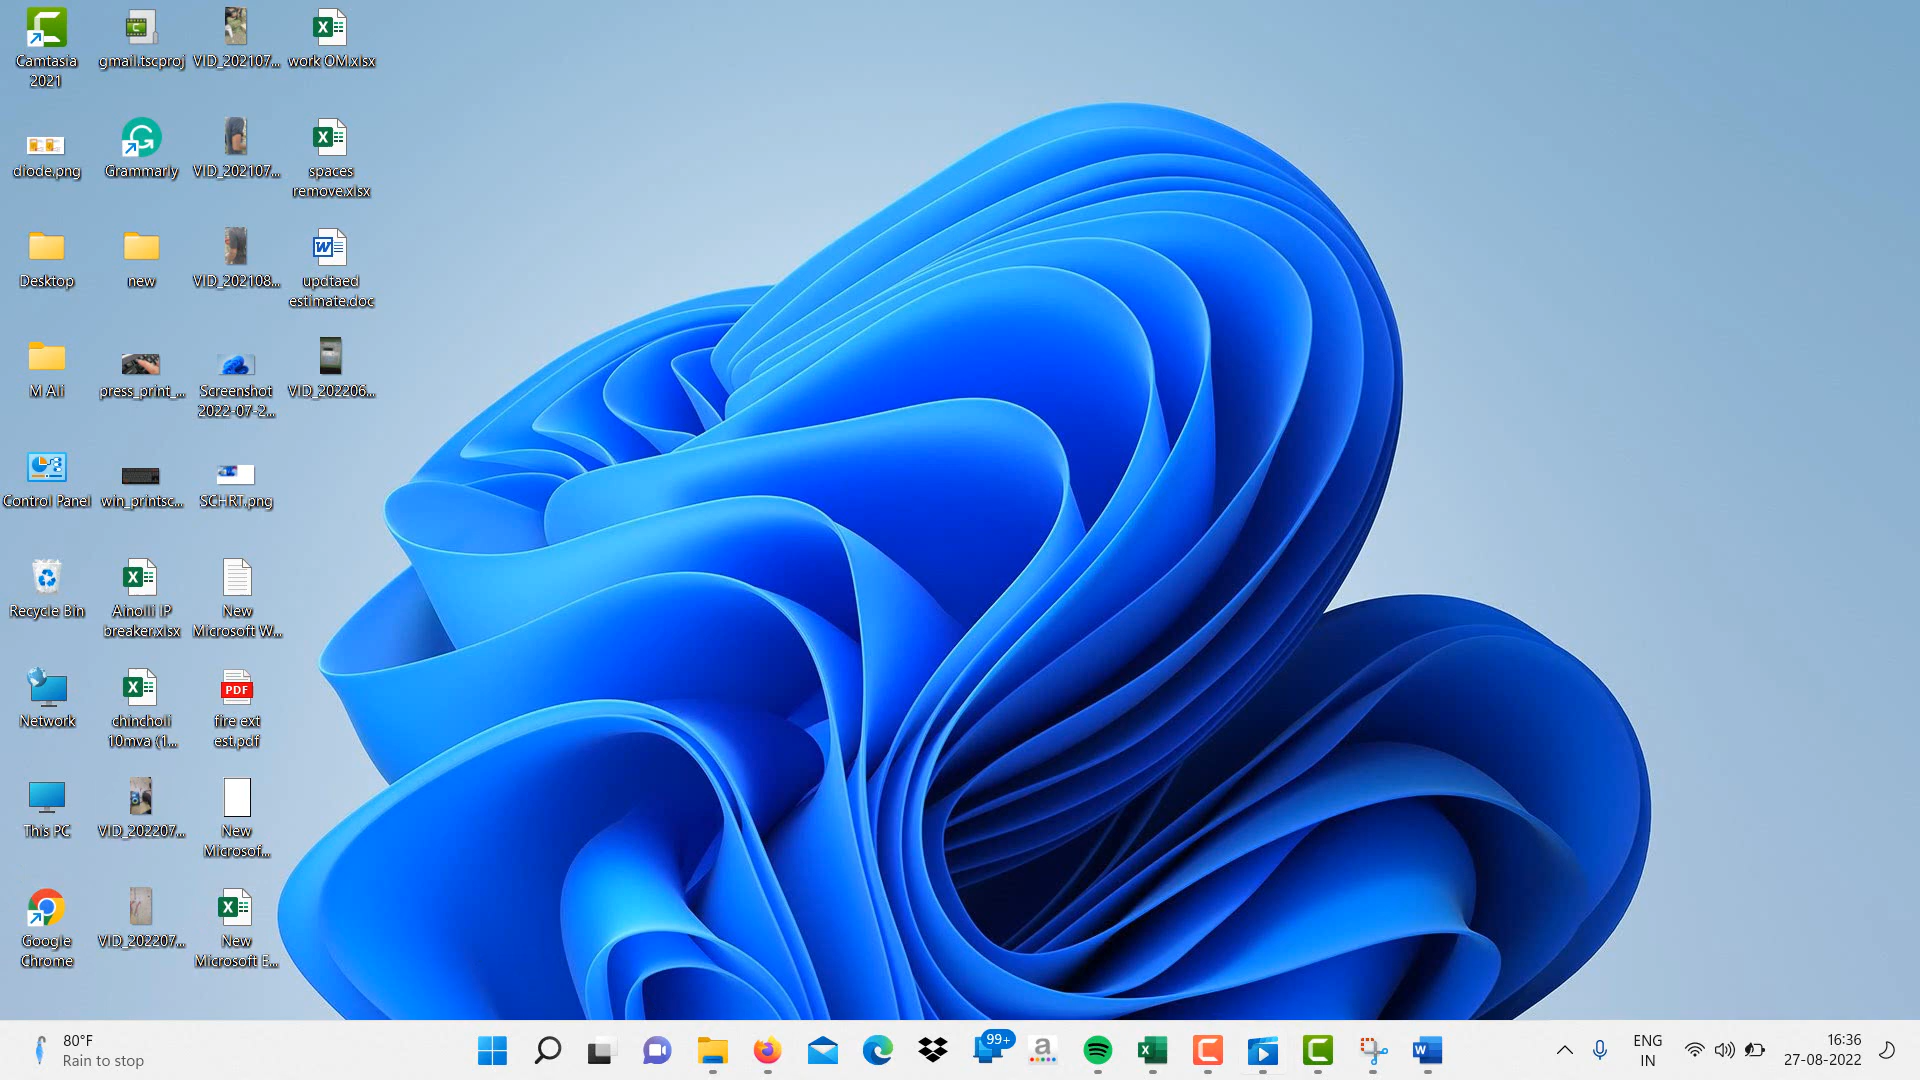 Camtasia
2021
gmail.tscproj
VID_202107...
work OM.xlsx
diode.png
Grammarly
VID_202107...
spaces
remove.xlsx
Desktop
new
VID_202108...
updtaed
estimate.doc
M Ali
press_print_...
Screenshot
2022-07-2...
VID_202206...
Control Panel
win_printsc...
SCHRT.png
Recycle Bin
Ainolli IP
breaker.xlsx
New
Microsoft W...
Network
chincholi
10mva (1...
PDF
fire ext
est.pdf
This PC
VID_202207...
New
Microsof...
Google
Chrome
VID_202207...
New
Microsoft E...
80°F
Rain to stop
99+
ENG
IN
16:36
27-08-2022